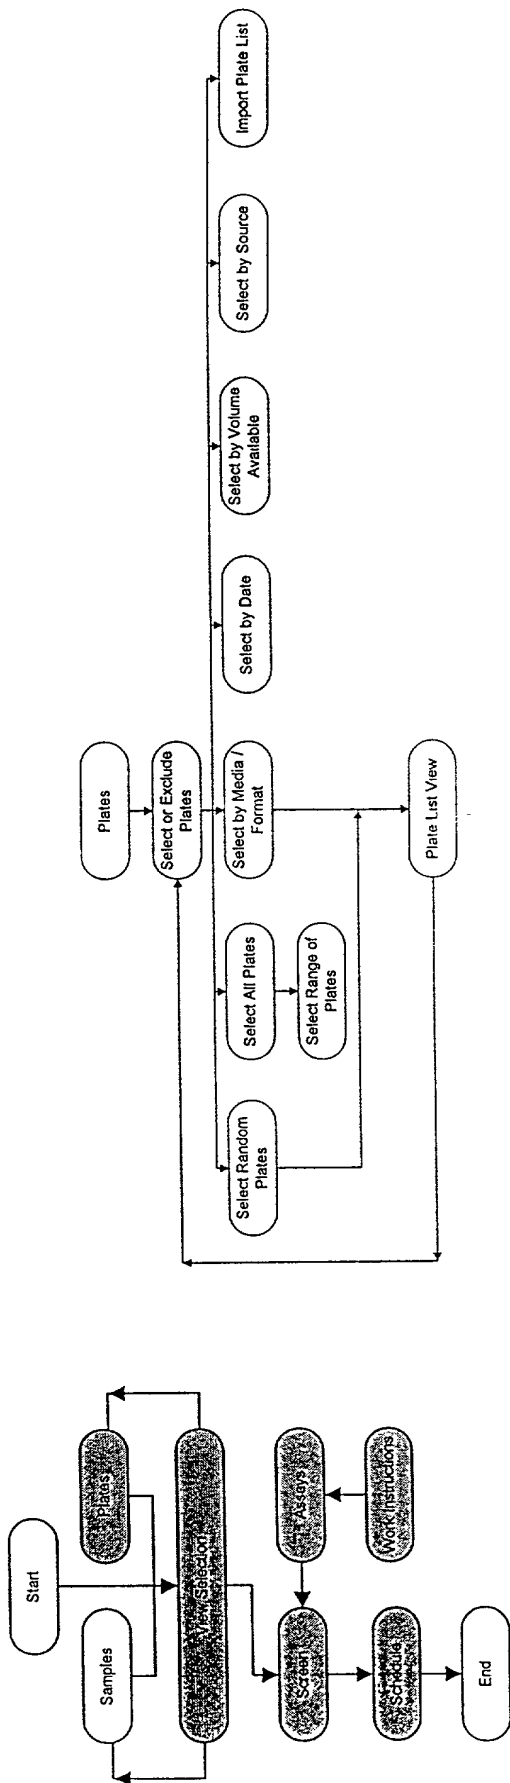 Start
Samples
Plates
View Selection
Screen
Assays
Schedule
Work Instructions
End
Plates
Select or Exclude
Plates
Select Random
Plates
Select All Plates
Select by Media /
Format
Select by Date
Select by Volume
Available
Select by Source
Import Plate List
Select Range of
Plates
Plate List View